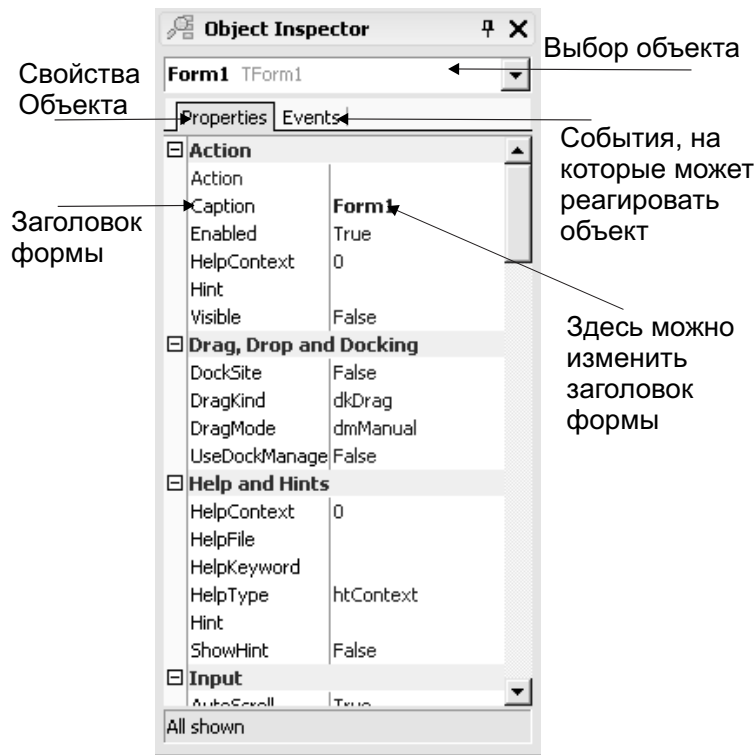 Object Inspector
Выбор объекта
Form1 TForm1
Свойства
Объекта
Properties Events
События, на
которые может
реагировать
объект
Action
Action
Caption Form1
Заголовок
формы
Enabled True
HelpContext 0
Hint
Visible False
Здесь можно
изменить
заголовок
формы
Drag, Drop and Docking
DockSite False
DragKind dkDrag
DragMode dmManual
UseDockManage False
Help and Hints
HelpContext 0
HelpFile
HelpKeyword
HelpType htContext
Hint
ShowHint False
Input
AutoScroll True
All shown